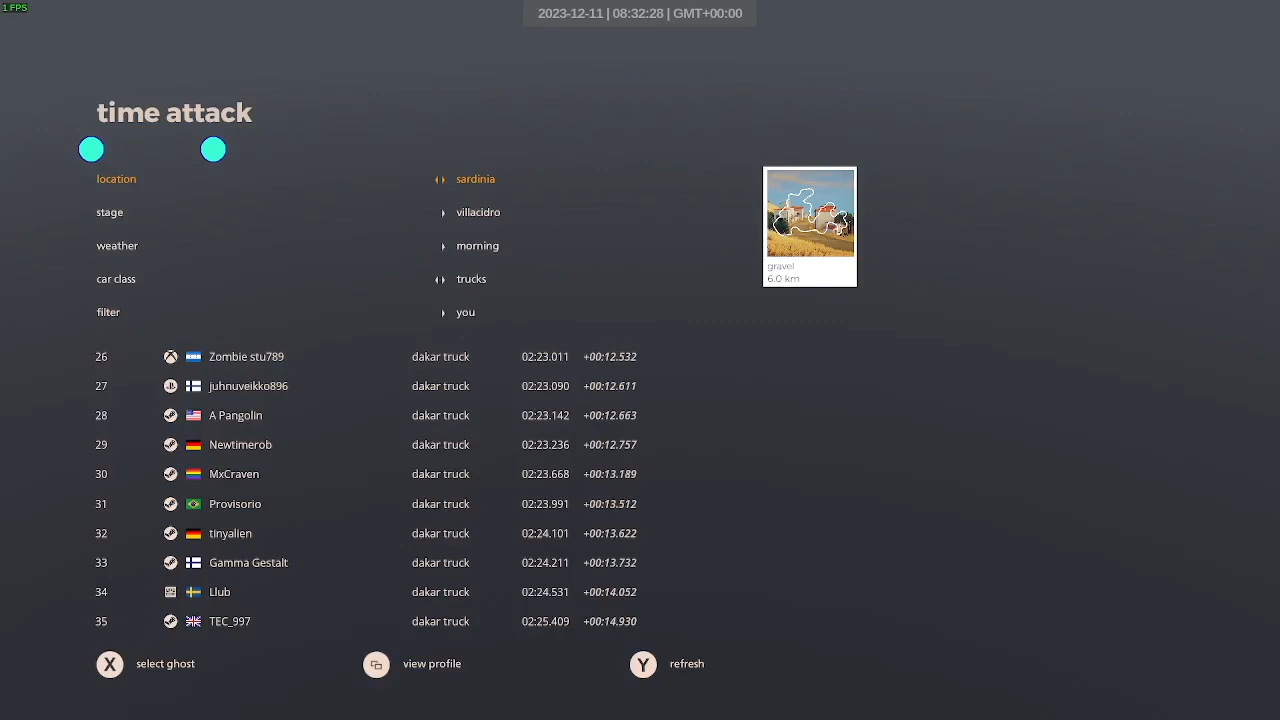 1 FPS
2023-12-11 | 08:32:28 | GMT+00:00
time attack
location sardinia
stage villacidro
weather morning
car class trucks
filter you
gravel
6.0 km
26 Zombie stu789 dakar truck 02:23.011 +00:12.532
27 juhnuveikko896 dakar truck 02:23.090 +00:12.611
28 A Pangolin dakar truck 02:23.142 +00:12.663
29 Newtimerob dakar truck 02:23.236 +00:12.757
30 MxCraven dakar truck 02:23.668 +00:13.189
31 Provisorio dakar truck 02:23.991 +00:13.512
32 tinyalien dakar truck 02:24.101 +00:13.622
33 Gamma Gestalt dakar truck 02:24.211 +00:13.732
34 Llub dakar truck 02:24.531 +00:14.052
35 TEC_997 dakar truck 02:25.409 +00:14.930
X select ghost view profile Y refresh